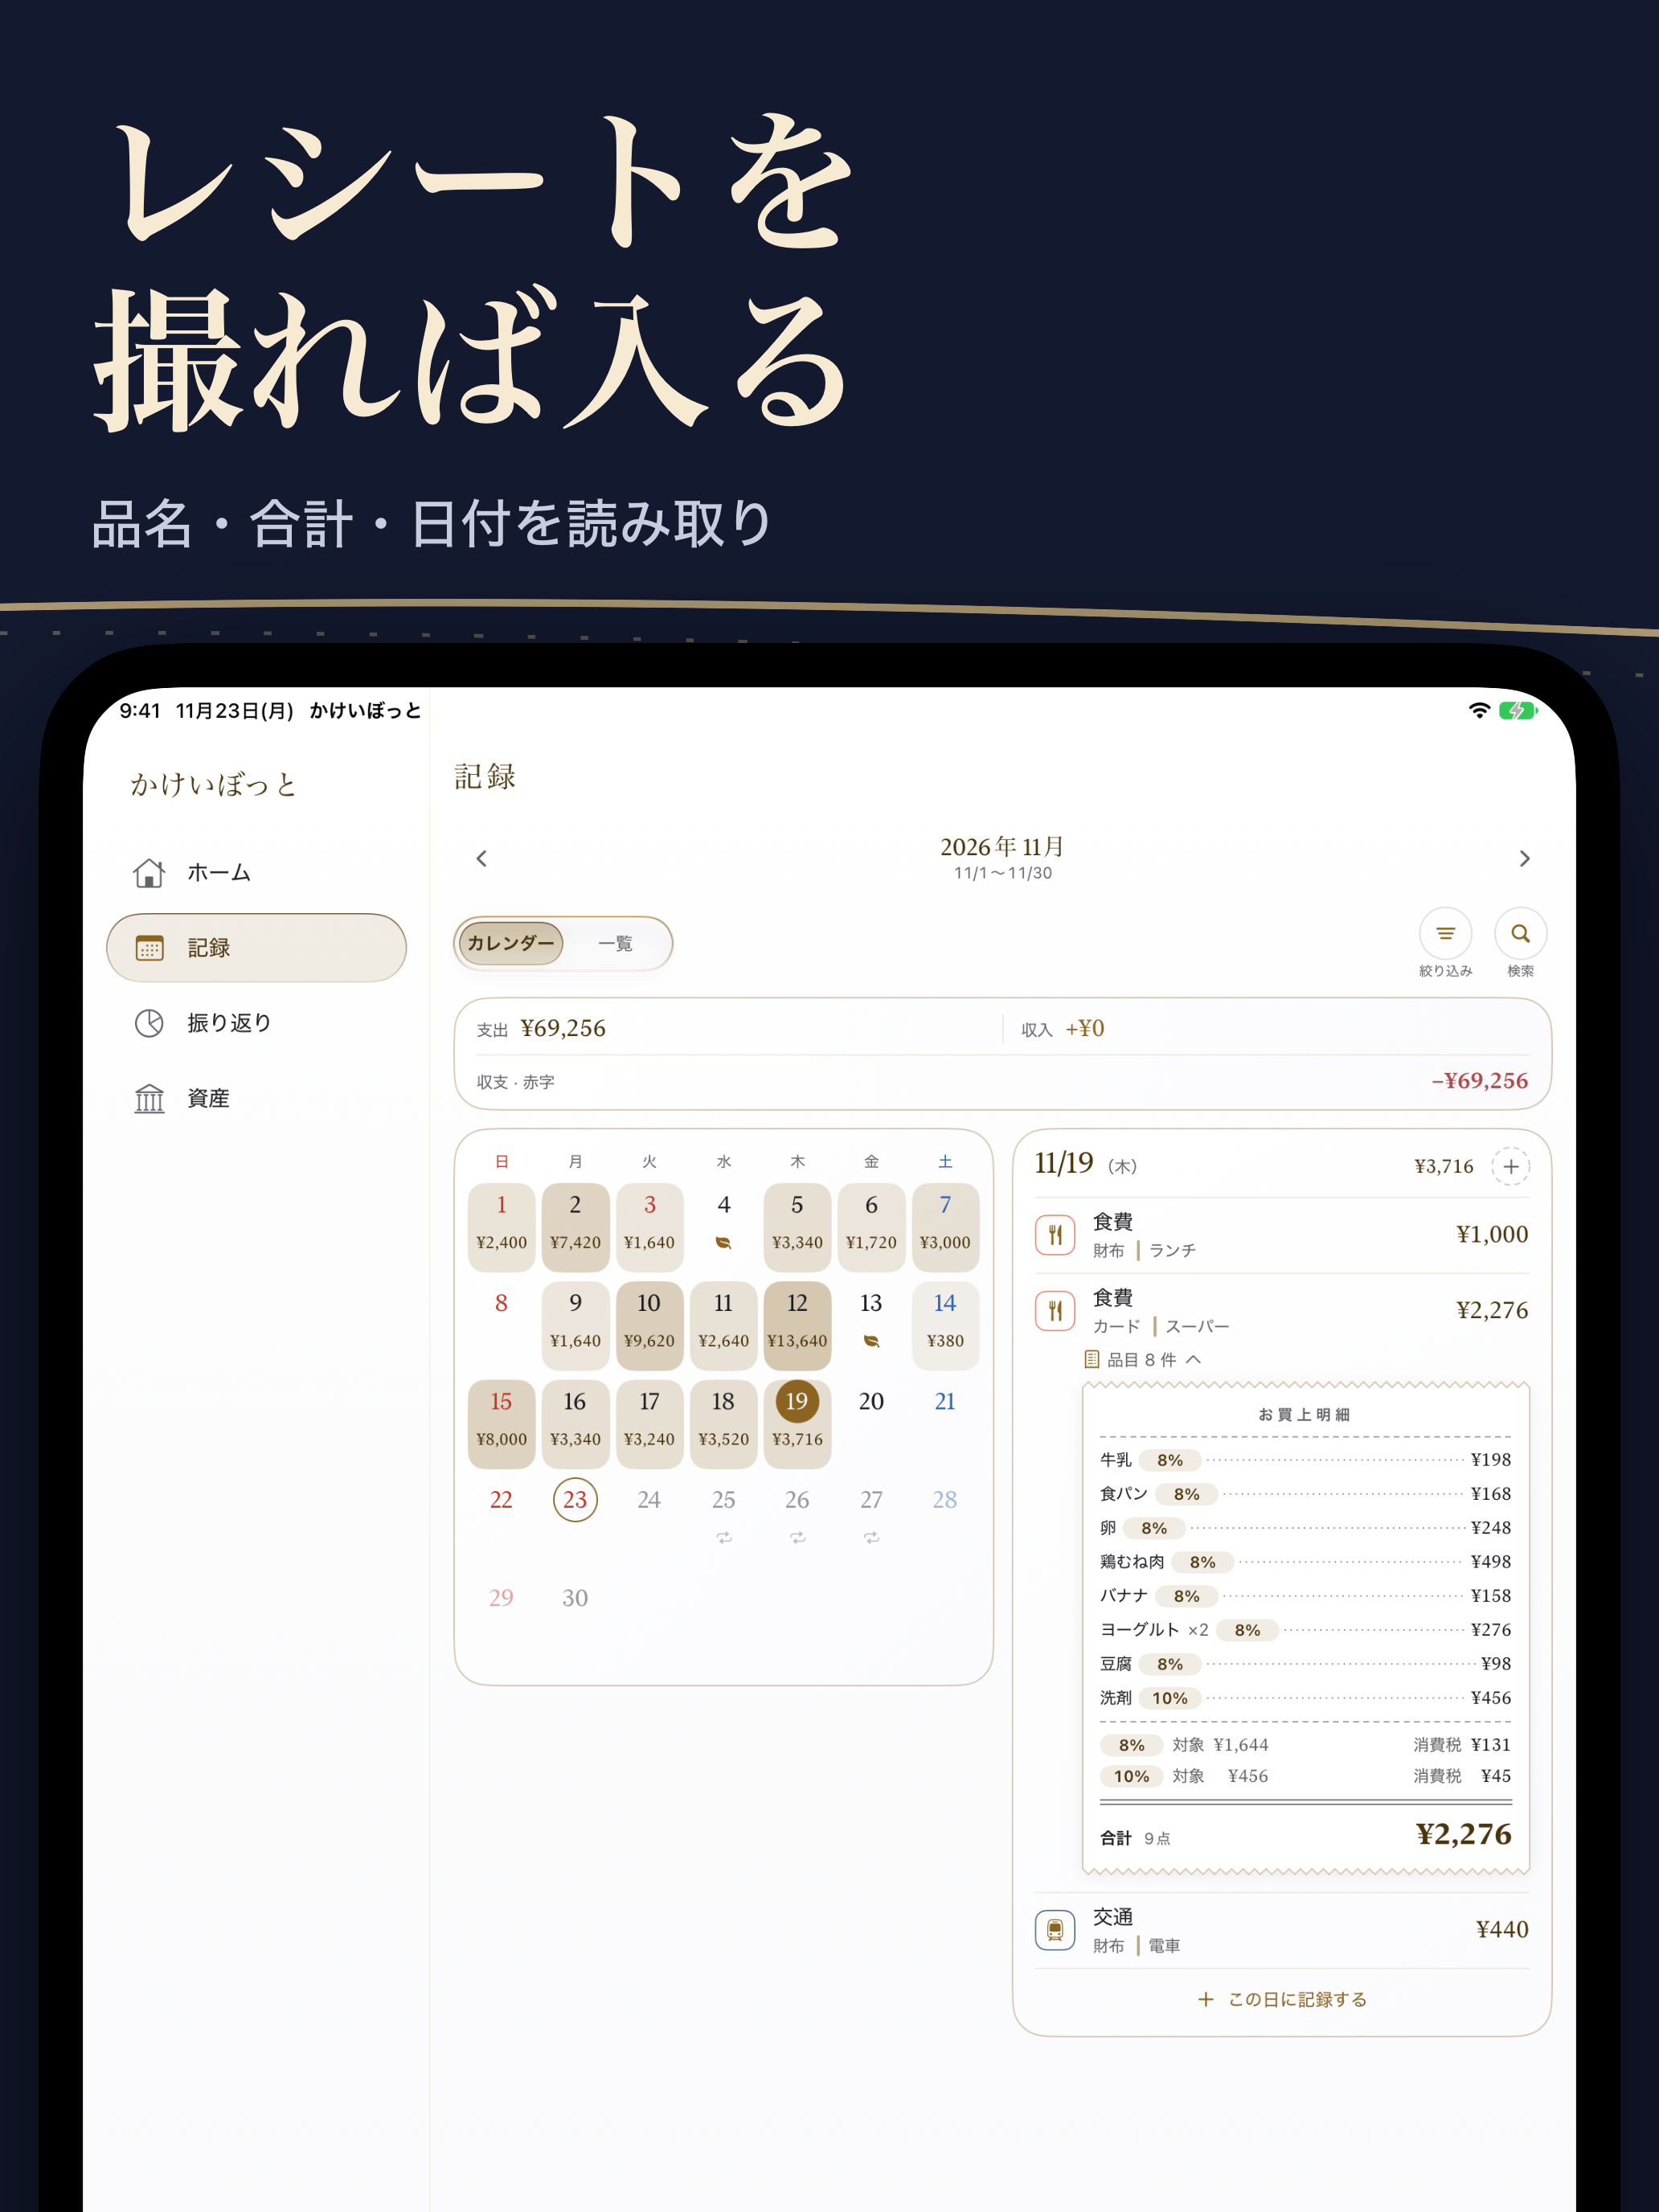 レシートを
撮れば入る
品名・合計・日付を読み取り
9:41 11月23日(月) かけいぼっと
かけいぼっと
ホーム
記録
振り返り
資産
記録
2026年 11月
11/1〜11/30
カレンダー 一覧
絞り込み 検索
支出 ¥69,256 収入 +¥0
収支・赤字 −¥69,256
日 月 火 水 木 金 土
1 2 3 4 5 6 7
¥2,400 ¥7,420 ¥1,640 ¥3,340 ¥1,720 ¥3,000
8 9 10 11 12 13 14
¥1,640 ¥9,620 ¥2,640 ¥13,640 ¥380
15 16 17 18 19 20 21
¥8,000 ¥3,340 ¥3,240 ¥3,520 ¥3,716
22 23 24 25 26 27 28
29 30
11/19 (木) ¥3,716
食費 ¥1,000
財布 ランチ
食費 ¥2,276
カード スーパー
品目 8 件
お買上明細
牛乳 8% ¥198
食パン 8% ¥168
卵 8% ¥248
鶏むね肉 8% ¥498
バナナ 8% ¥158
ヨーグルト ×2 8% ¥276
豆腐 8% ¥98
洗剤 10% ¥456
8% 対象 ¥1,644 消費税 ¥131
10% 対象 ¥456 消費税 ¥45
合計 9点 ¥2,276
交通 ¥440
財布 電車
+ この日に記録する